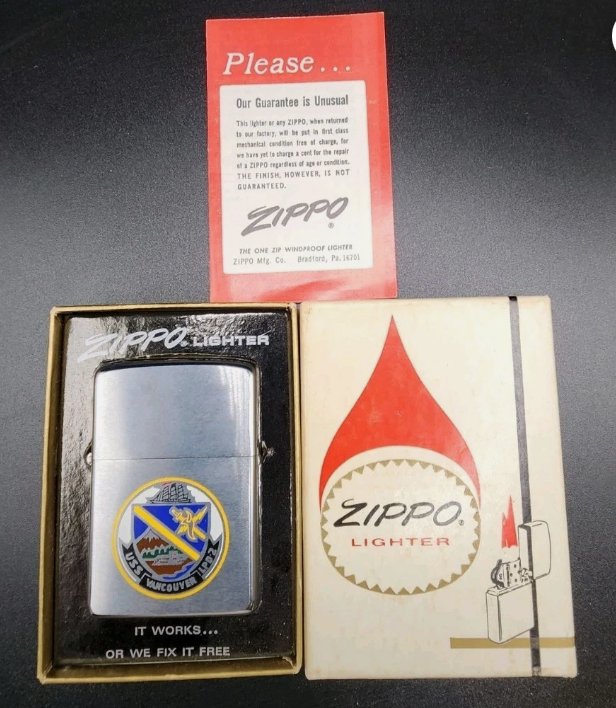 Please...
Our Guarantee is Unusual
This lighter or any ZIPPO, when returned
to our factory, will be put in first class
mechanical condition free of charge, for
we have yet to charge a cent for the repair
of a ZIPPO regardless of age or condition.
THE FINISH, HOWEVER, IS NOT
GUARANTEED.
ZIPPO®
THE ONE ZIP WINDPROOF LIGHTER
ZIPPO Mfg. Co. Bradford, Pa. 16701
ZIPPO® LIGHTER
U.S.S. VANCOUVER LPD 2
IT WORKS...
OR WE FIX IT FREE
ZIPPO®
LIGHTER